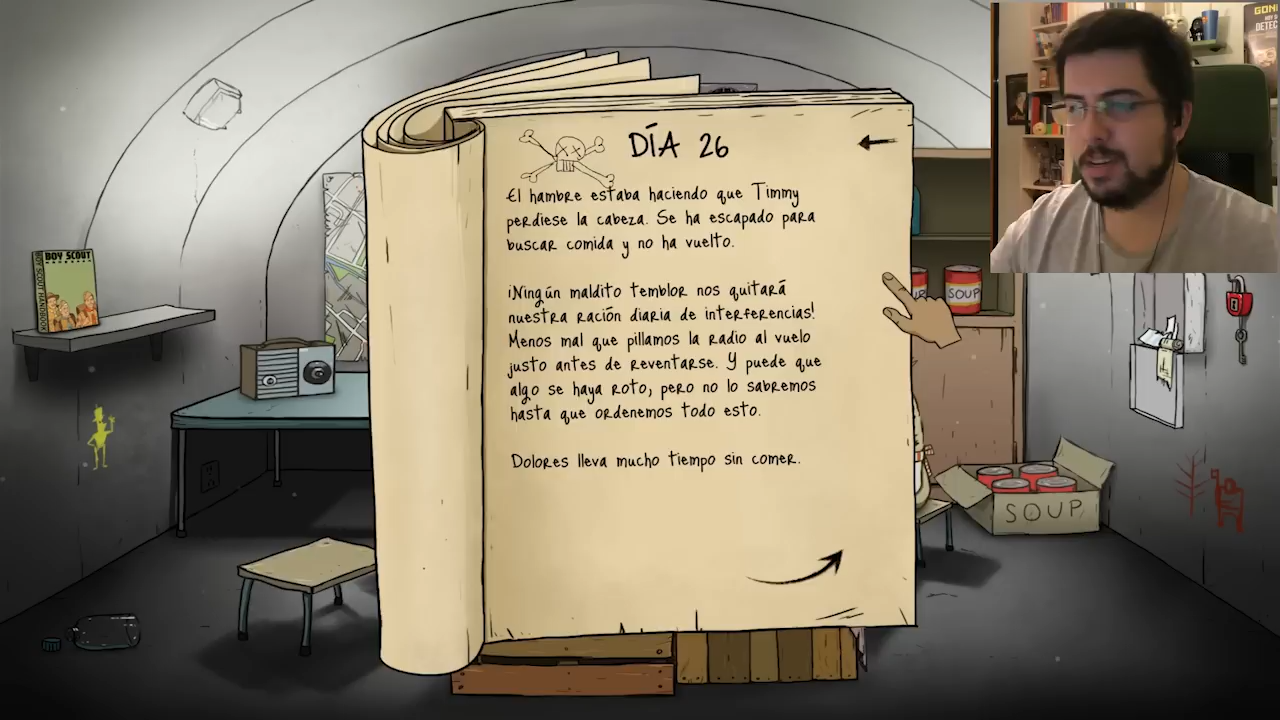 DÍA 26
El hambre estaba haciendo que Timmy
perdiese la cabeza. Se ha escapado para
buscar comida y no ha vuelto.
¡Ningún maldito temblor nos quitará
nuestra ración diaria de interferencias!
Menos mal que pillamos la radio al vuelo
justo antes de reventarse. Y puede que
algo se haya roto, pero no lo sabremos
hasta que ordenemos todo esto.
Dolores lleva mucho tiempo sin comer.
BOY SCOUT
BOY SCOUT HANDBOOK
SOUP
SOUP